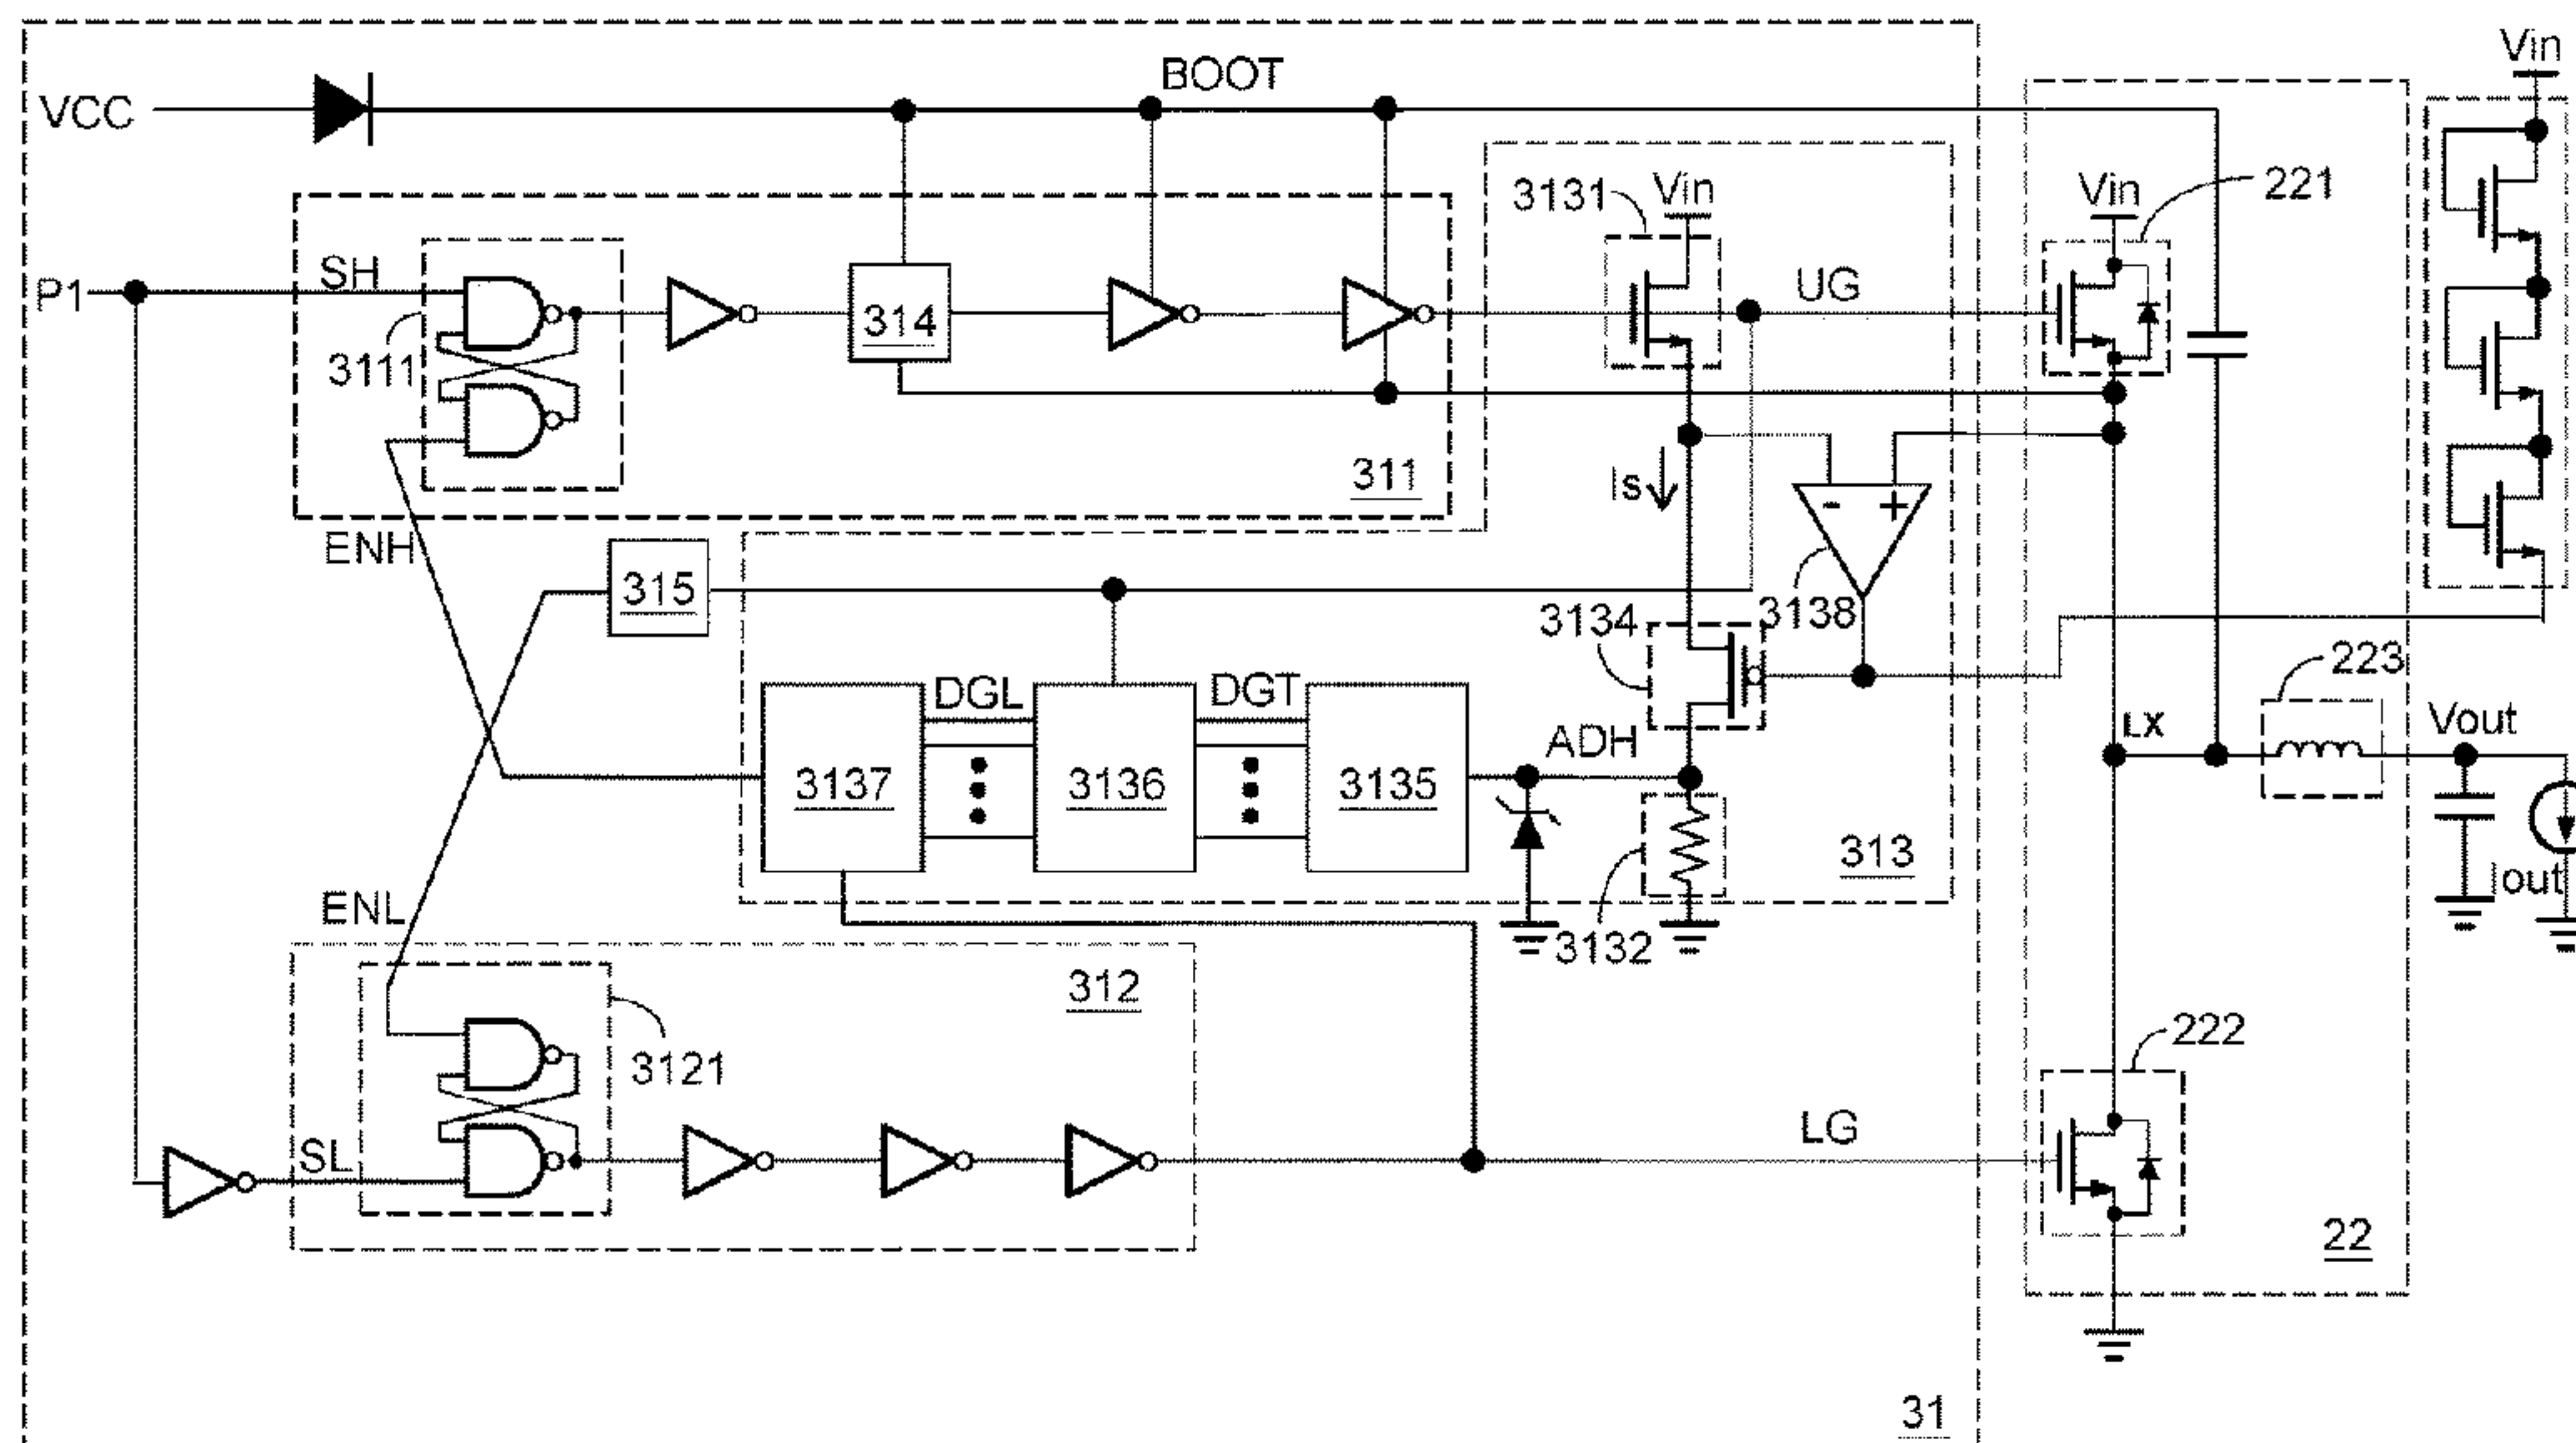 Vin
BOOT
VCC
3131
Vin
Vin
221
SH
P1
UG
314
3111
311
Is
-
+
ENH
315
3134
3138
223
DGL
DGT
LX
Vout
ADH
3137
3136
3135
313
Iout
ENL
3132
312
3121
222
LG
SL
22
31